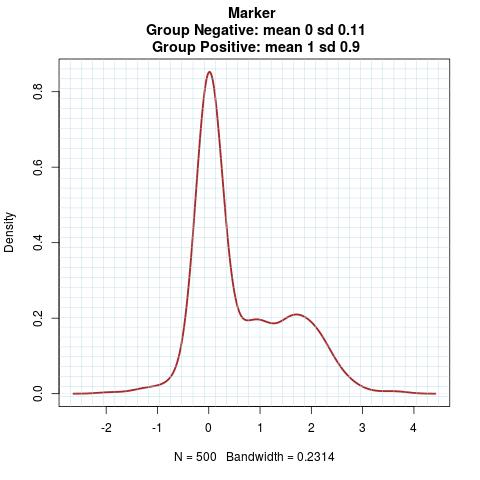 Marker
Group Negative: mean 0 sd 0.11
Group Positive: mean 1 sd 0.9
Density
0.8
0.6
0.4
0.2
0.0
-2 -1 0 1 2 3 4
N = 500 Bandwidth = 0.2314